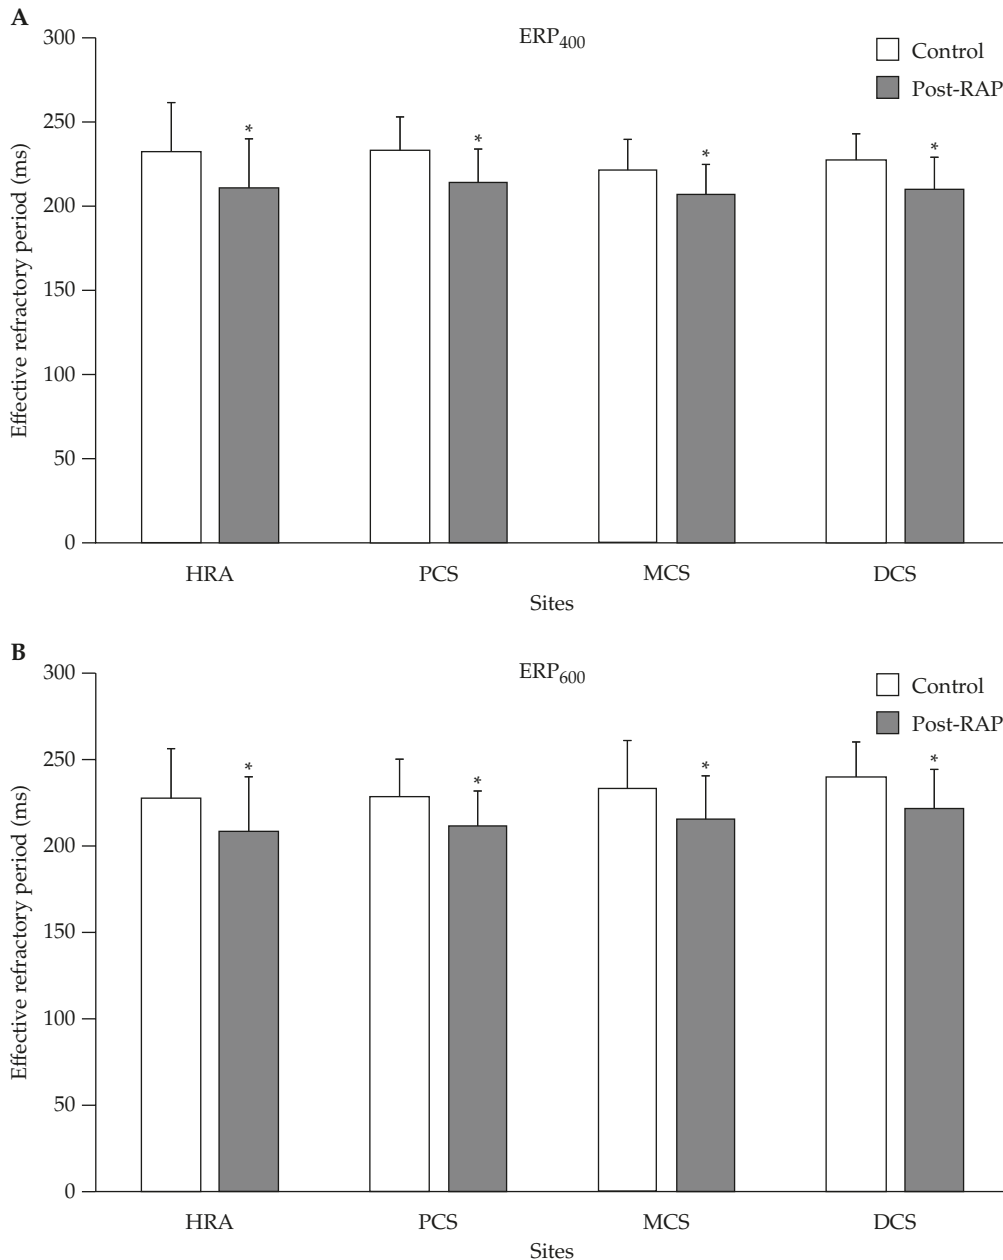 A
ERP400
Control
Post-RAP
Effective refractory period (ms)
300
250
200
150
100
50
0
*
*
*
*
HRA
PCS
MCS
DCS
Sites
B
ERP600
Control
Post-RAP
Effective refractory period (ms)
300
250
200
150
100
50
0
*
*
*
*
HRA
PCS
MCS
DCS
Sites